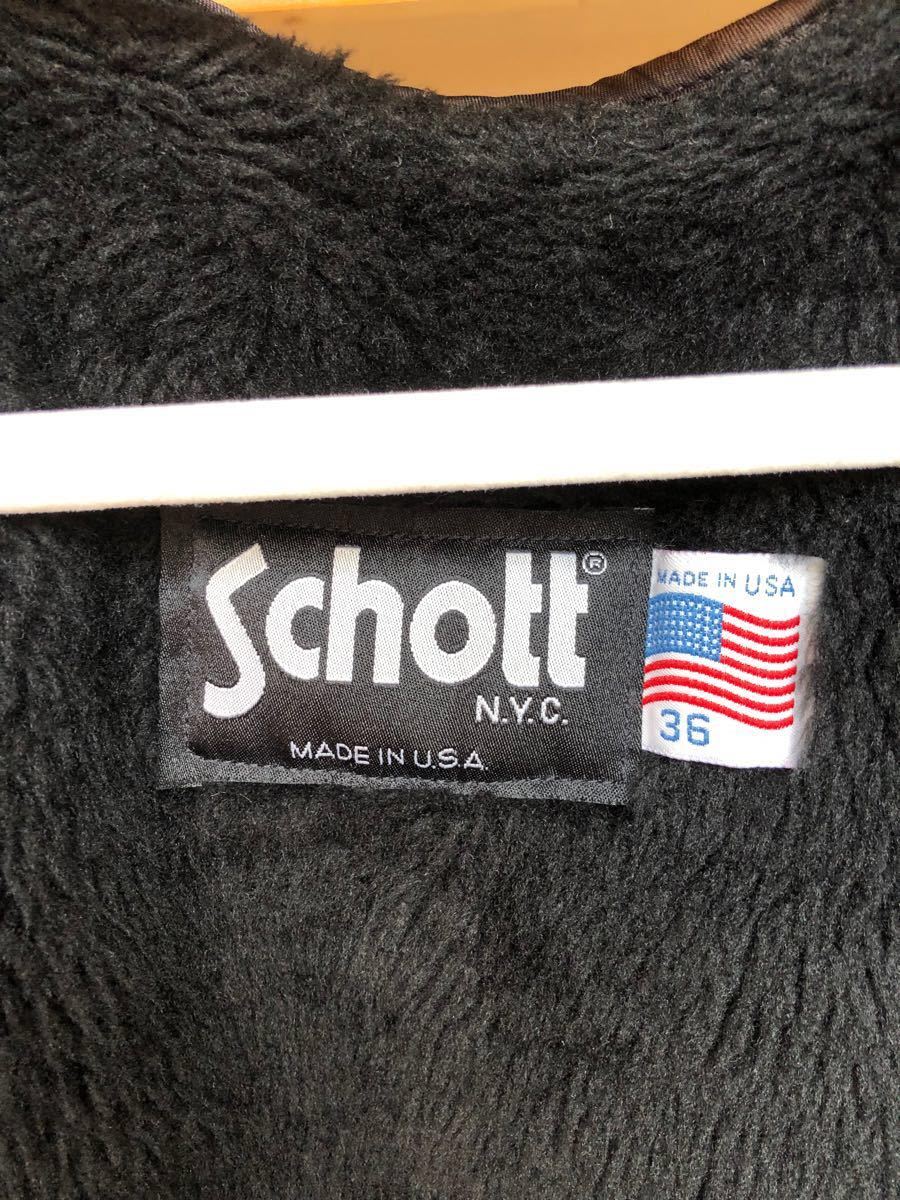 Schott®
N.Y.C.
MADE IN U.S.A.
MADE IN USA
36